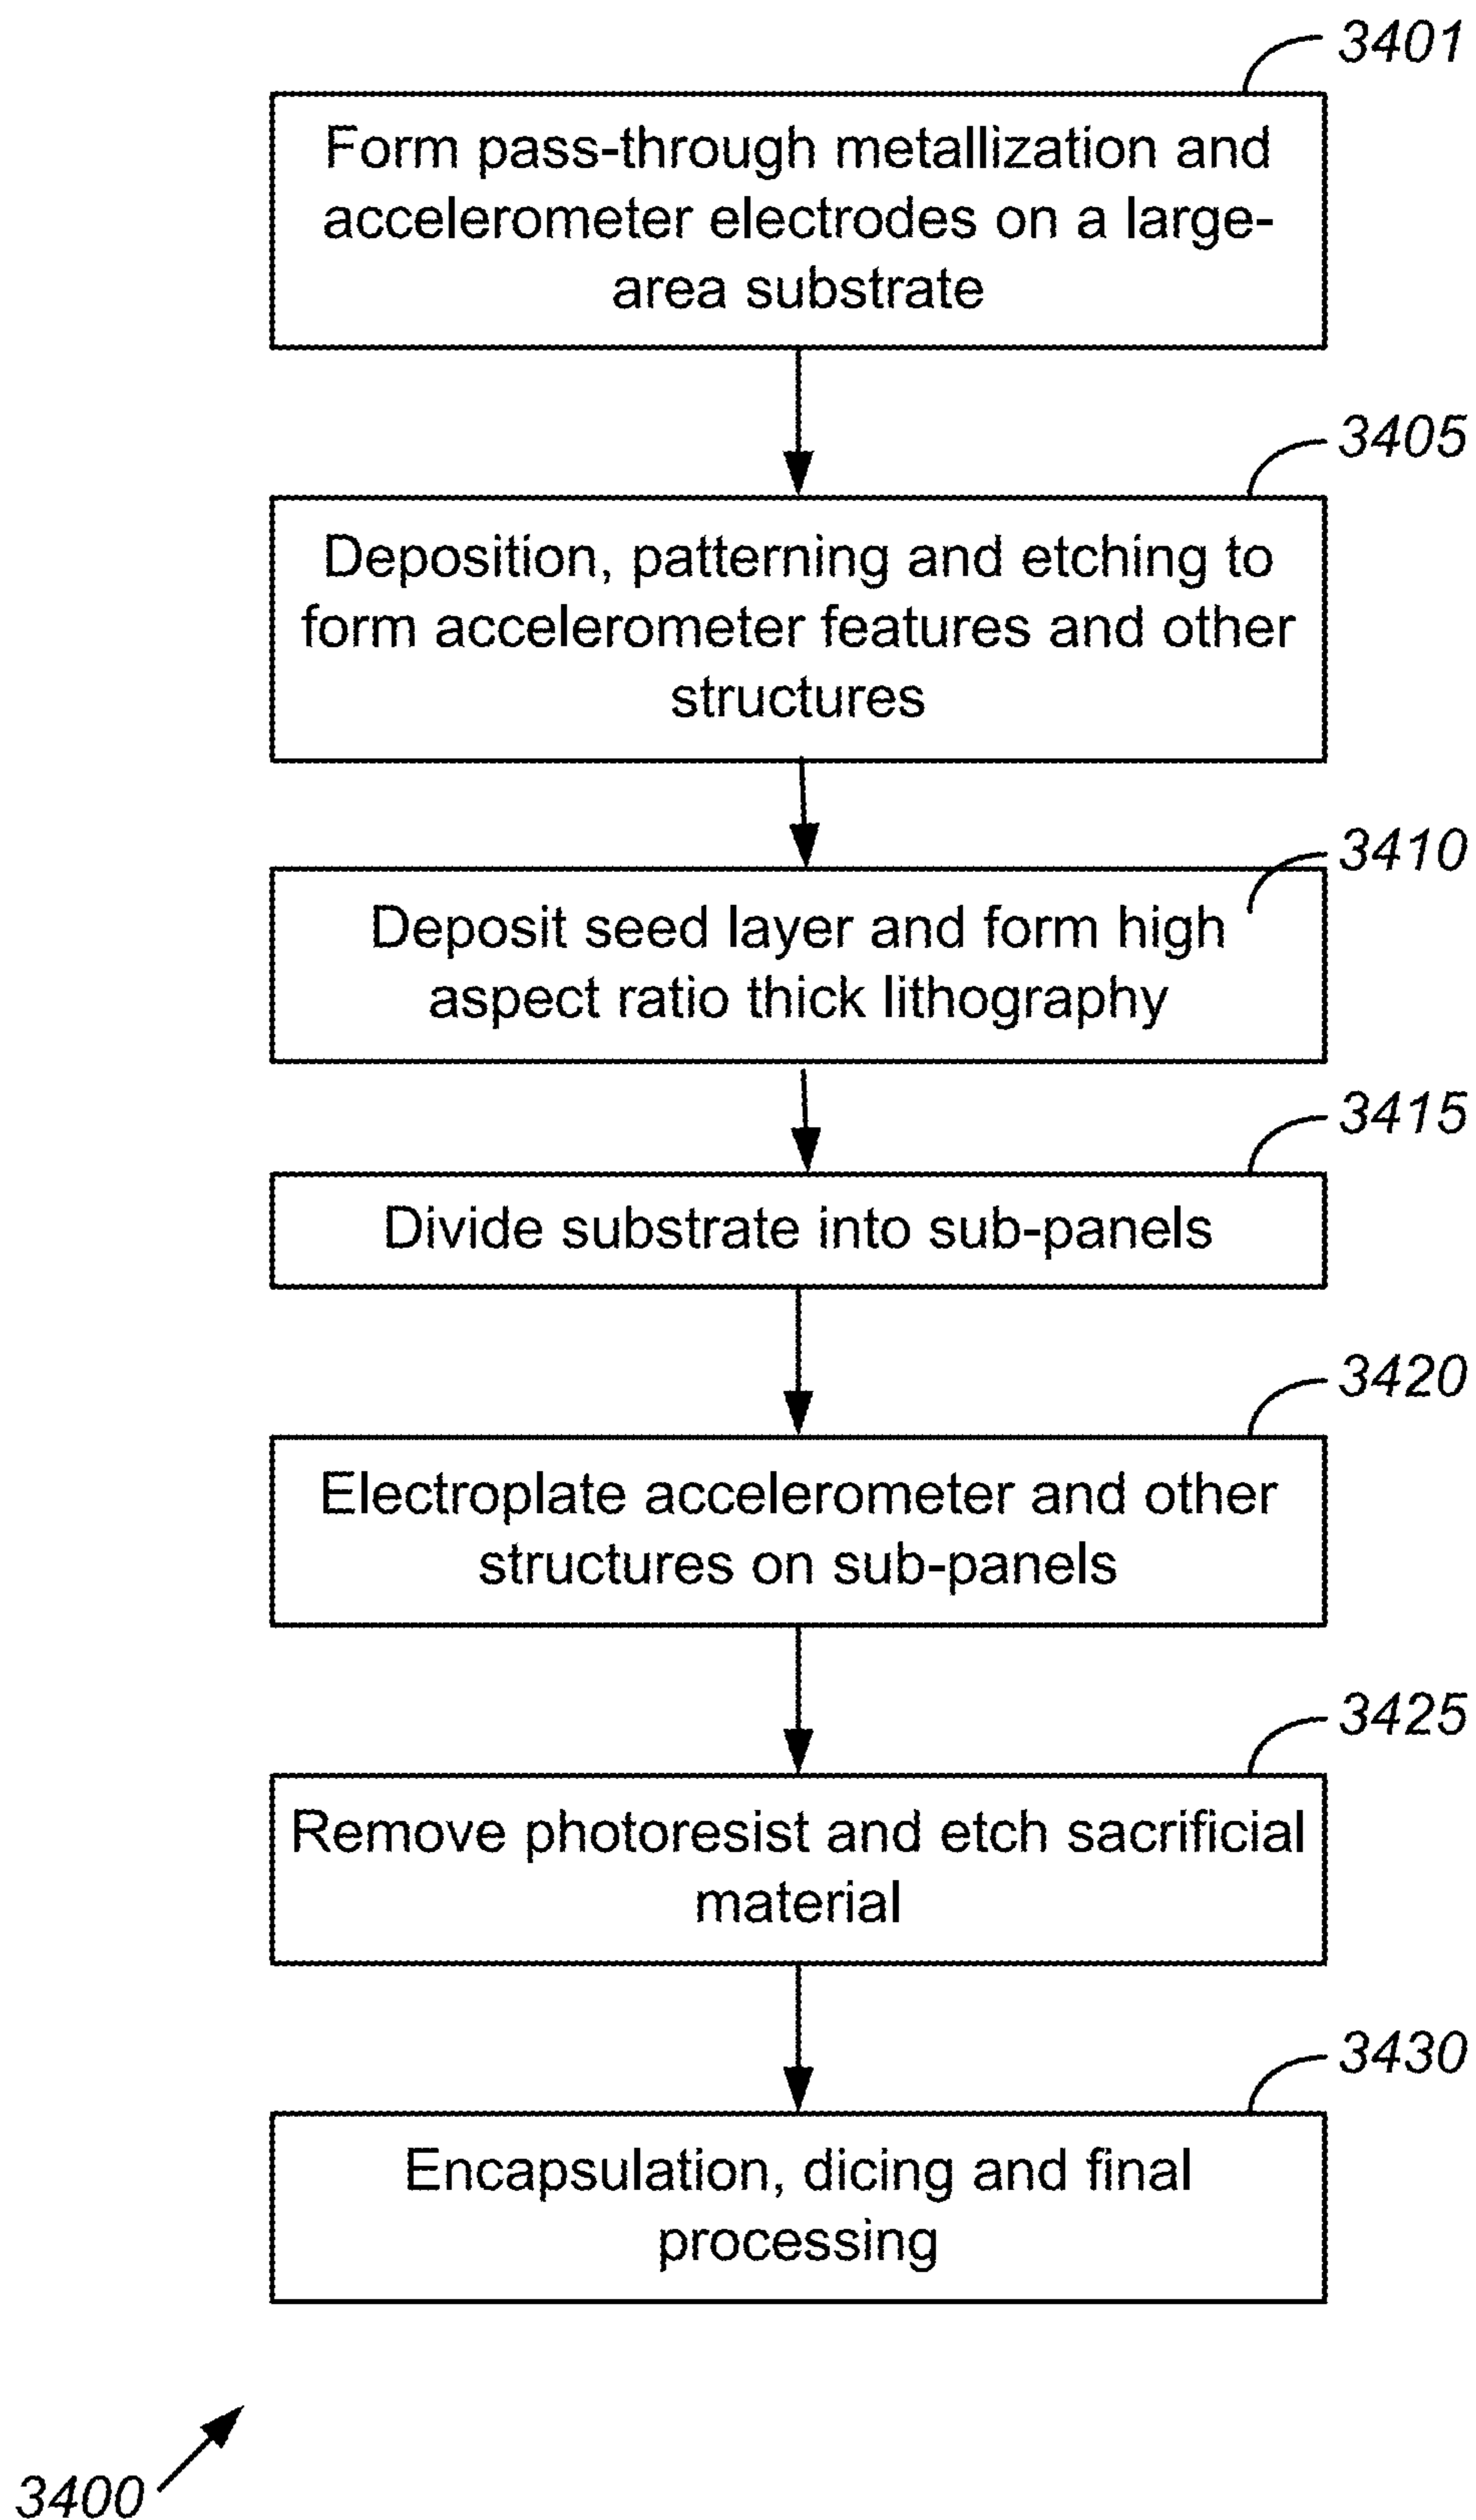 3401
Form pass-through metallization and
accelerometer electrodes on a large-
area substrate
3405
Deposition, patterning and etching to
form accelerometer features and other
structures
3410
Deposit seed layer and form high
aspect ratio thick lithography
3415
Divide substrate into sub-panels
3420
Electroplate accelerometer and other
structures on sub-panels
3425
Remove photoresist and etch sacrificial
material
3430
Encapsulation, dicing and final
processing
3400